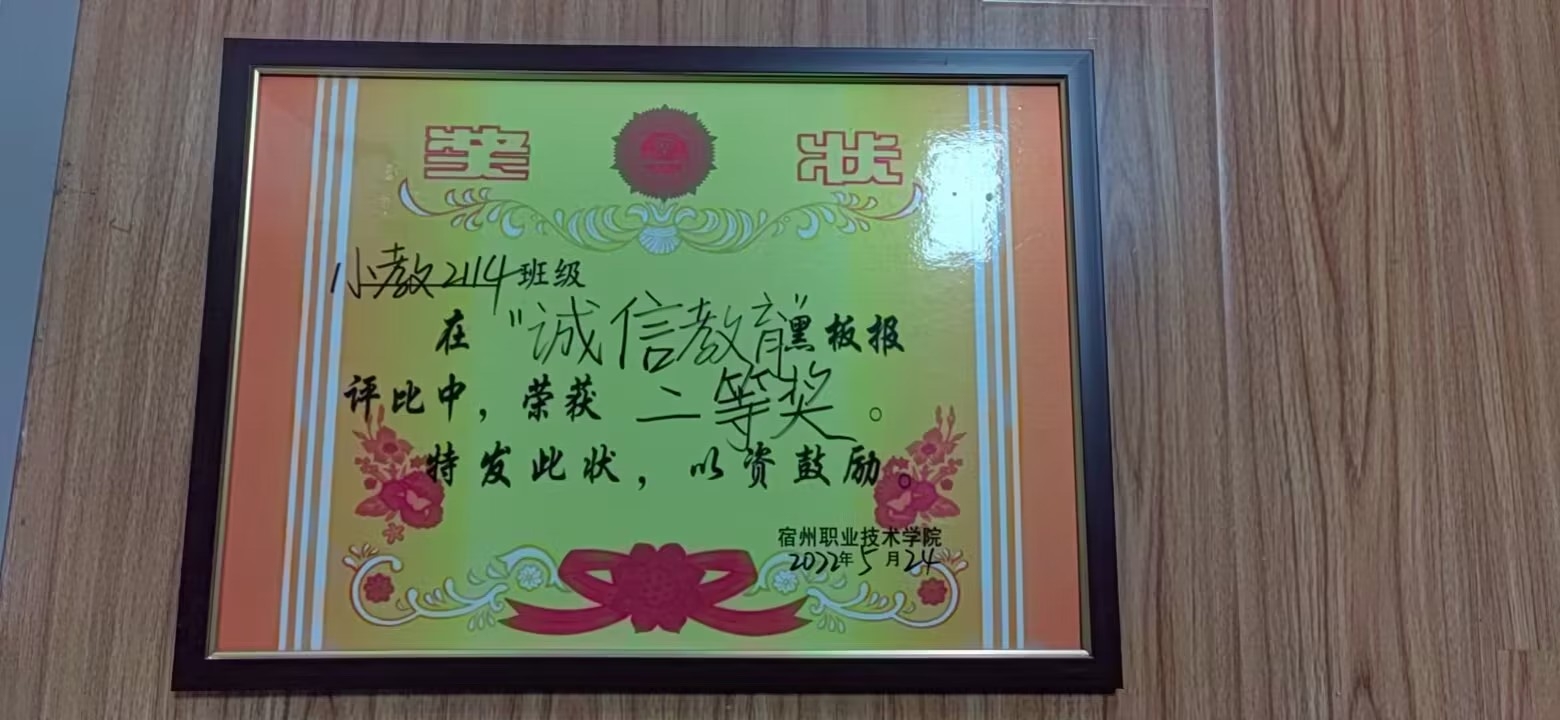 奖状
小教2114班级
在"诚信教育"黑板报
评比中，荣获二等奖。
特发此状，以资鼓励。
宿州职业技术学院
2022年5月24